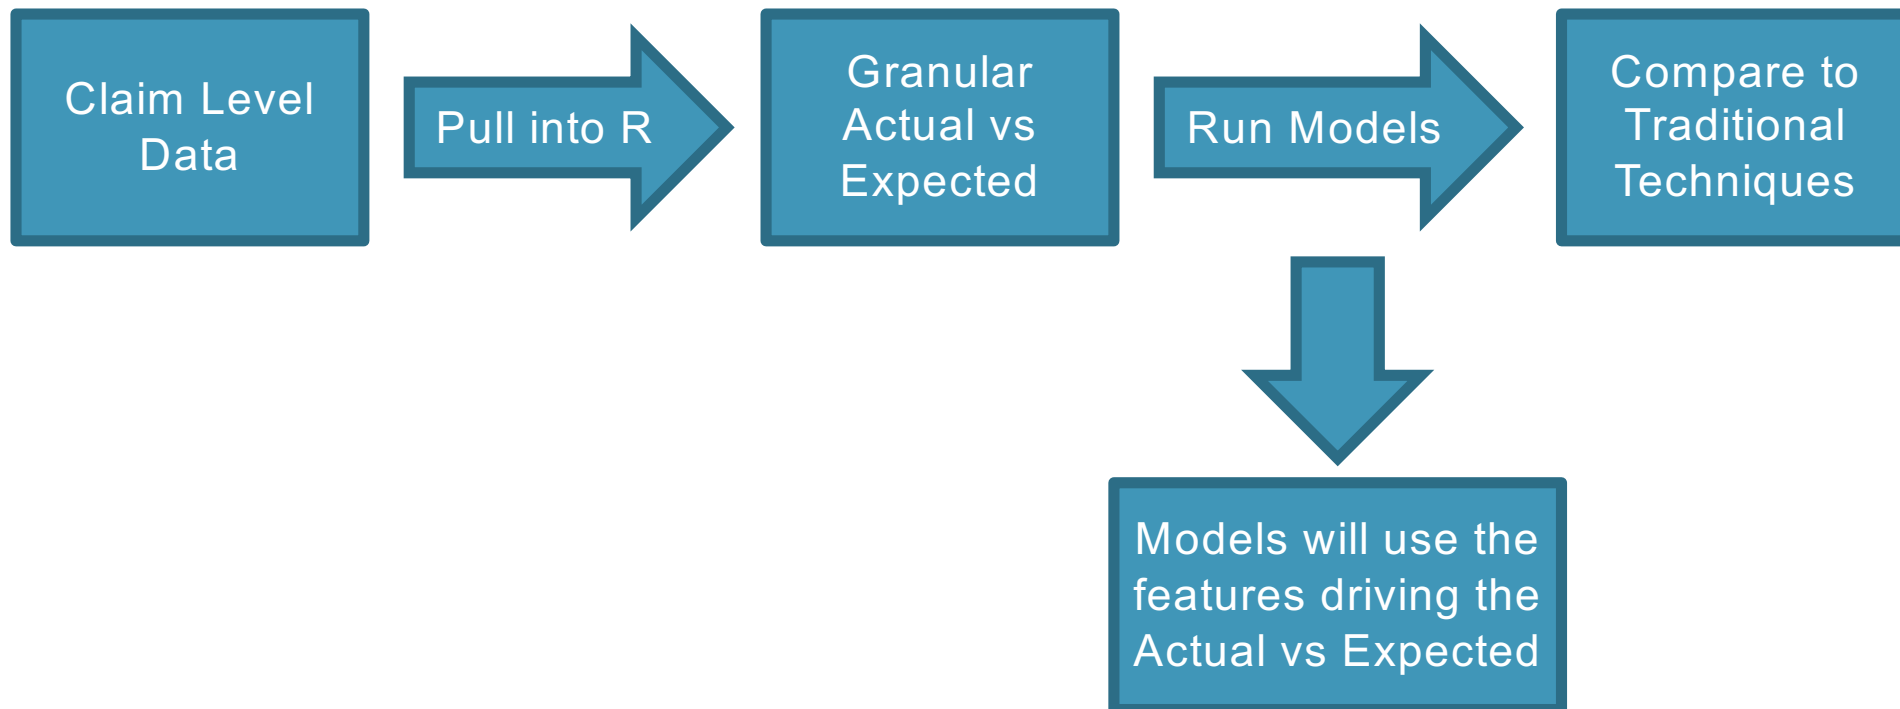 Claim Level
Data
Pull into R
Granular
Actual vs
Expected
Run Models
Compare to
Traditional
Techniques
Models will use the
features driving the
Actual vs Expected